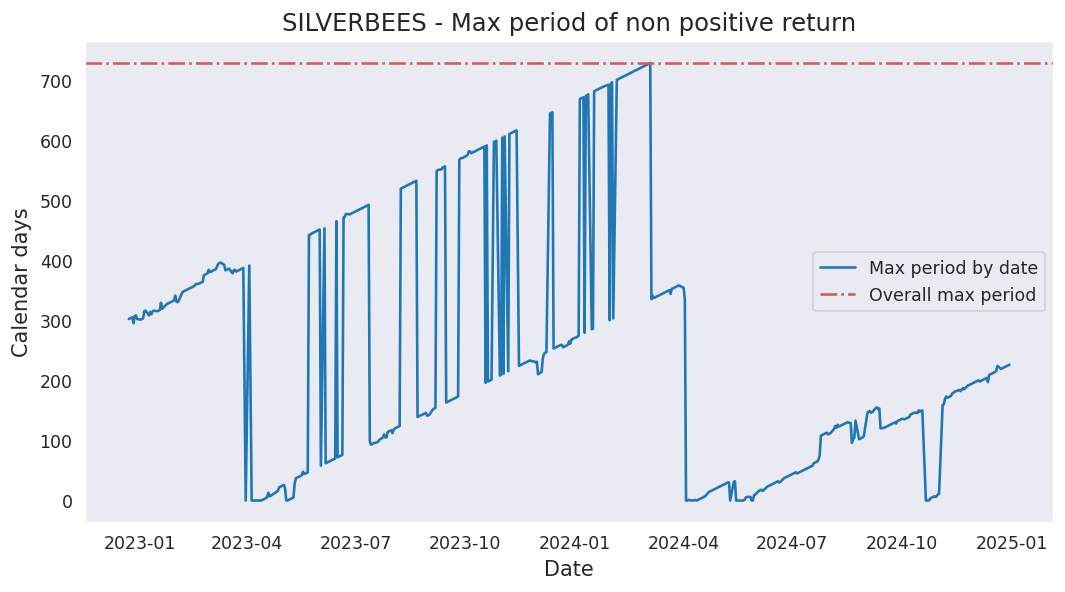 SILVERBEES - Max period of non positive return
Calendar days
700
600
500
400
300
200
100
0
Max period by date
Overall max period
2023-01 2023-04 2023-07 2023-10 2024-01 2024-04 2024-07 2024-10 2025-01
Date